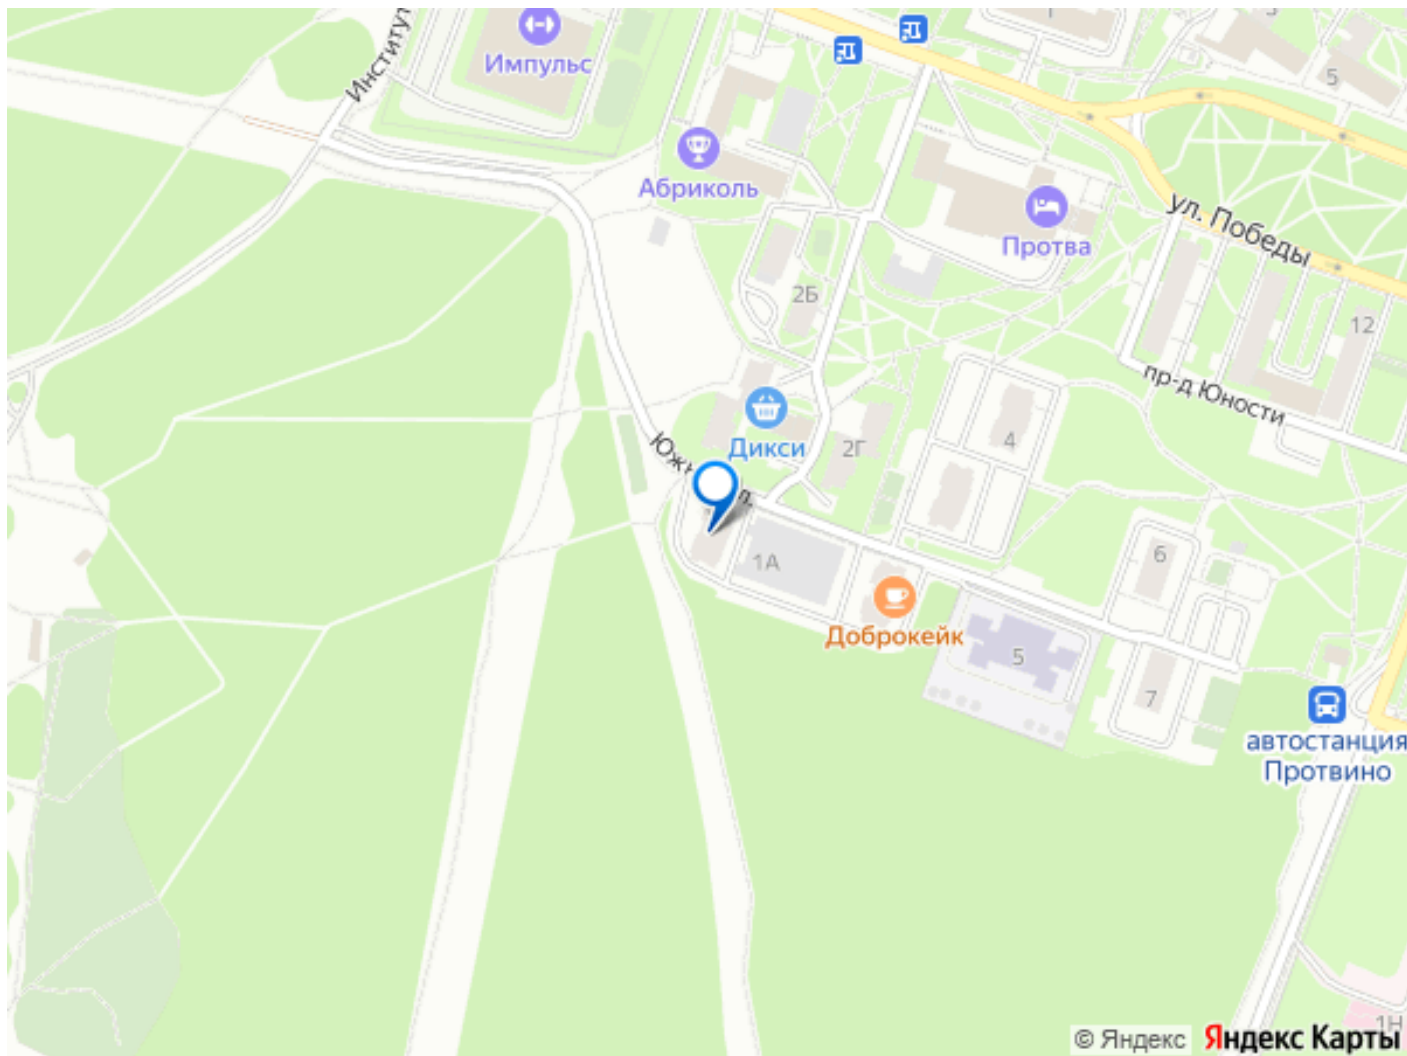 Импульс
5
Абриколь
Протва
ул. Победы
2Б
12
пр-д Юности
Дикси
2Г
4
1А
6
Доброкейк
5
7
автостанция
Протвино
1Н
© Яндекс Яндекс Карты